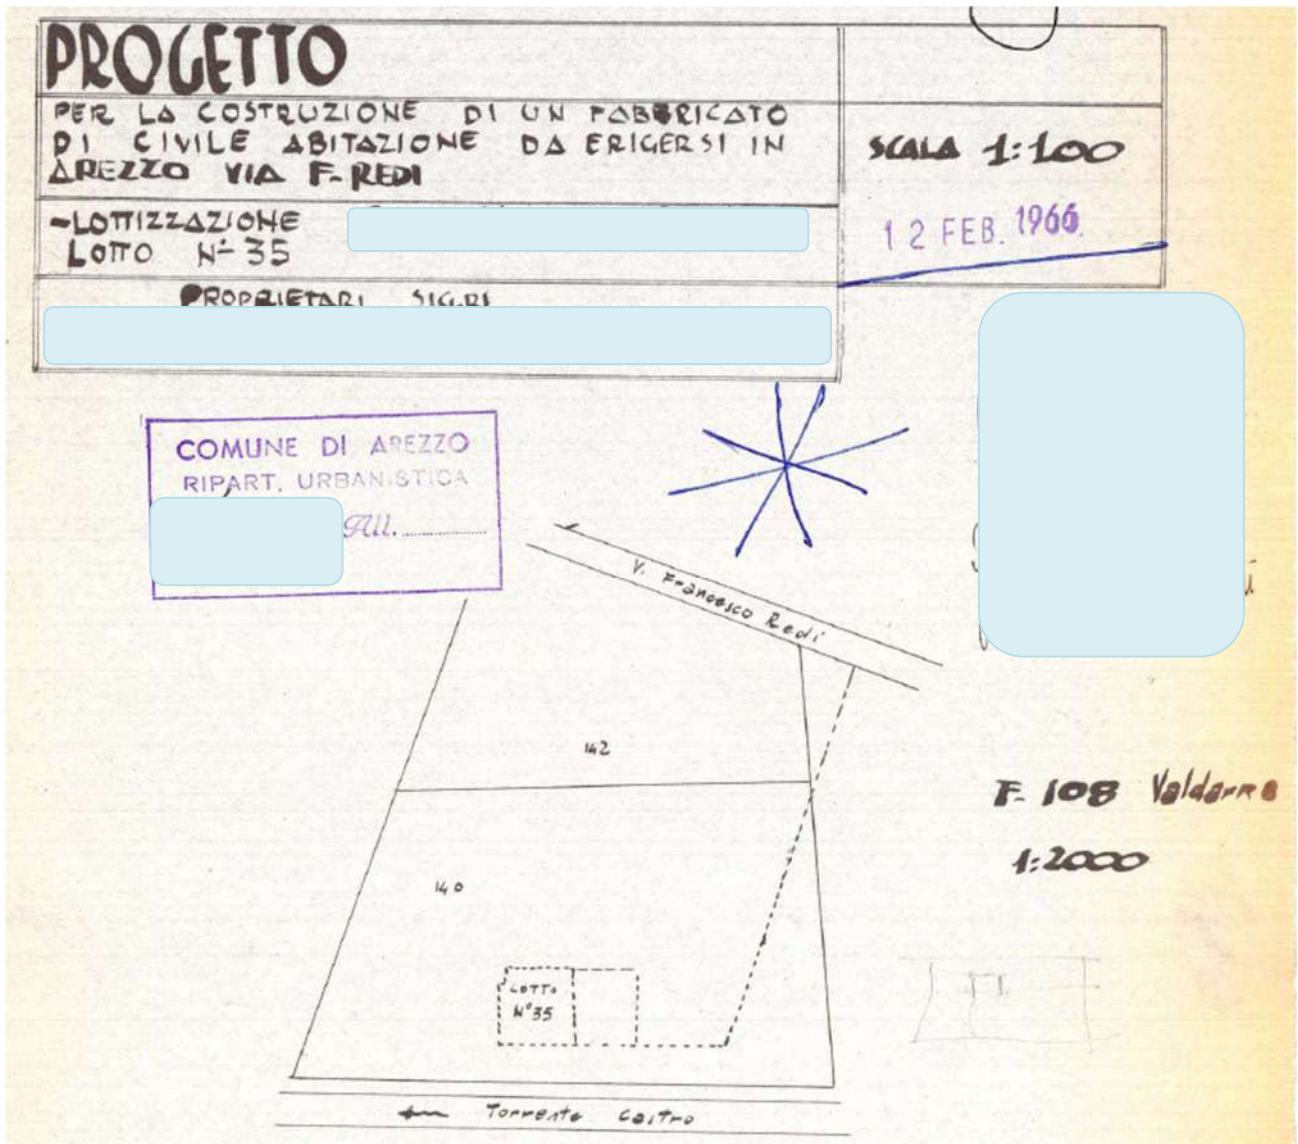 PROGETTO
PER LA COSTRUZIONE DI UN FABBRICATO
DI CIVILE ABITAZIONE DA ERIGERSI IN
AREZZO VIA F. REDI
SCALA 1:100
-LOTTIZZAZIONE
LOTTO N° 35
12 FEB. 1966.
PROPRIETARI SIG.RI
COMUNE DI AREZZO
RIPART. URBANISTICA
All.
V. Francesco Redi
142
F. 108 Valdarno
1:2000
140
LOTTO
N°35
Torrente Castro